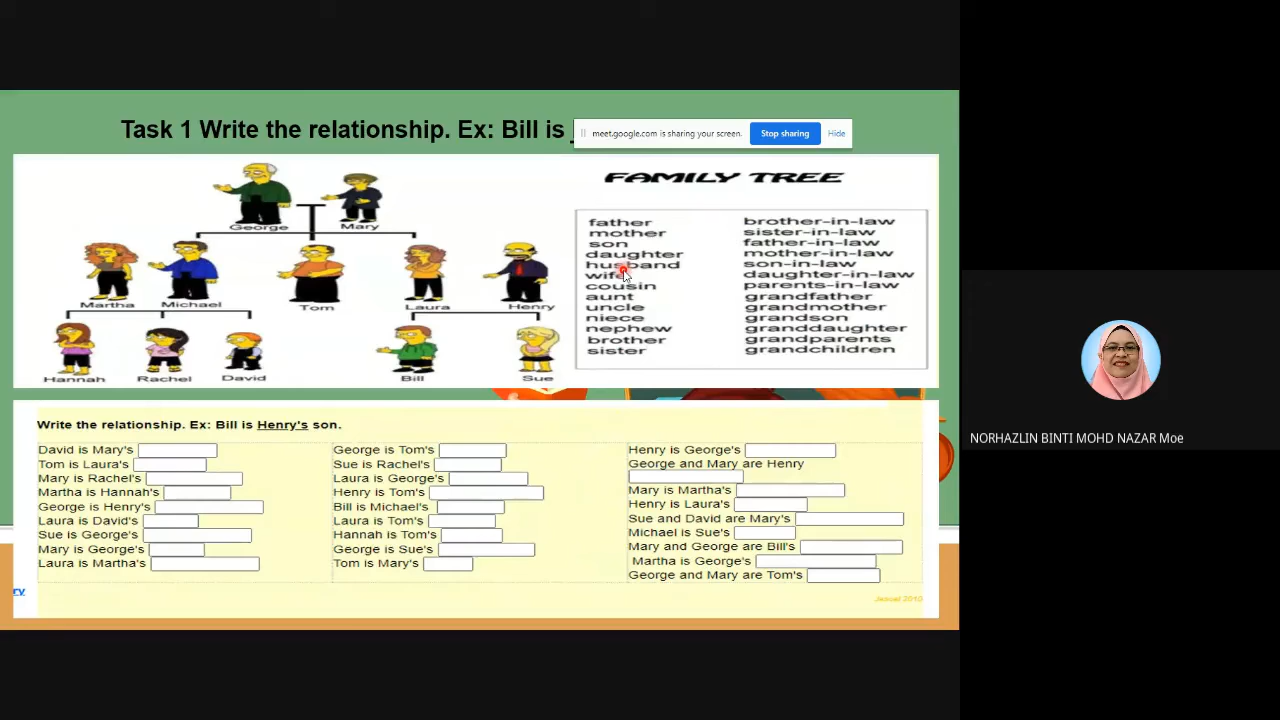 Task 1 Write the relationship. Ex: Bill is
meet.google.com is sharing your screen.
Stop sharing
Hide
FAMILY TREE
George
Mary
Martha
Michael
Tom
Laura
Henry
Hannah
Rachel
David
Bill
Sue
father
mother
son
daughter
husband
wife
cousin
aunt
uncle
niece
nephew
brother
sister
brother-in-law
sister-in-law
father-in-law
mother-in-law
son-in-law
daughter-in-law
parents-in-law
grandfather
grandmother
grandson
granddaughter
grandparents
grandchildren
Write the relationship. Ex: Bill is Henry's son.
David is Mary's
Tom is Laura's
Mary is Rachel's
Martha is Hannah's
George is Henry's
Laura is David's
Sue is George's
Mary is George's
Laura is Martha's
George is Tom's
Sue is Rachel's
Laura is George's
Henry is Tom's
Bill is Michael's
Laura is Tom's
Hannah is Tom's
George is Sue's
Tom is Mary's
Henry is George's
George and Mary are Henry
Mary is Martha's
Henry is Laura's
Sue and David are Mary's
Michael is Sue's
Mary and George are Bill's
Martha is George's
George and Mary are Tom's
ry
NORHAZLIN BINTI MOHD NAZAR Moe